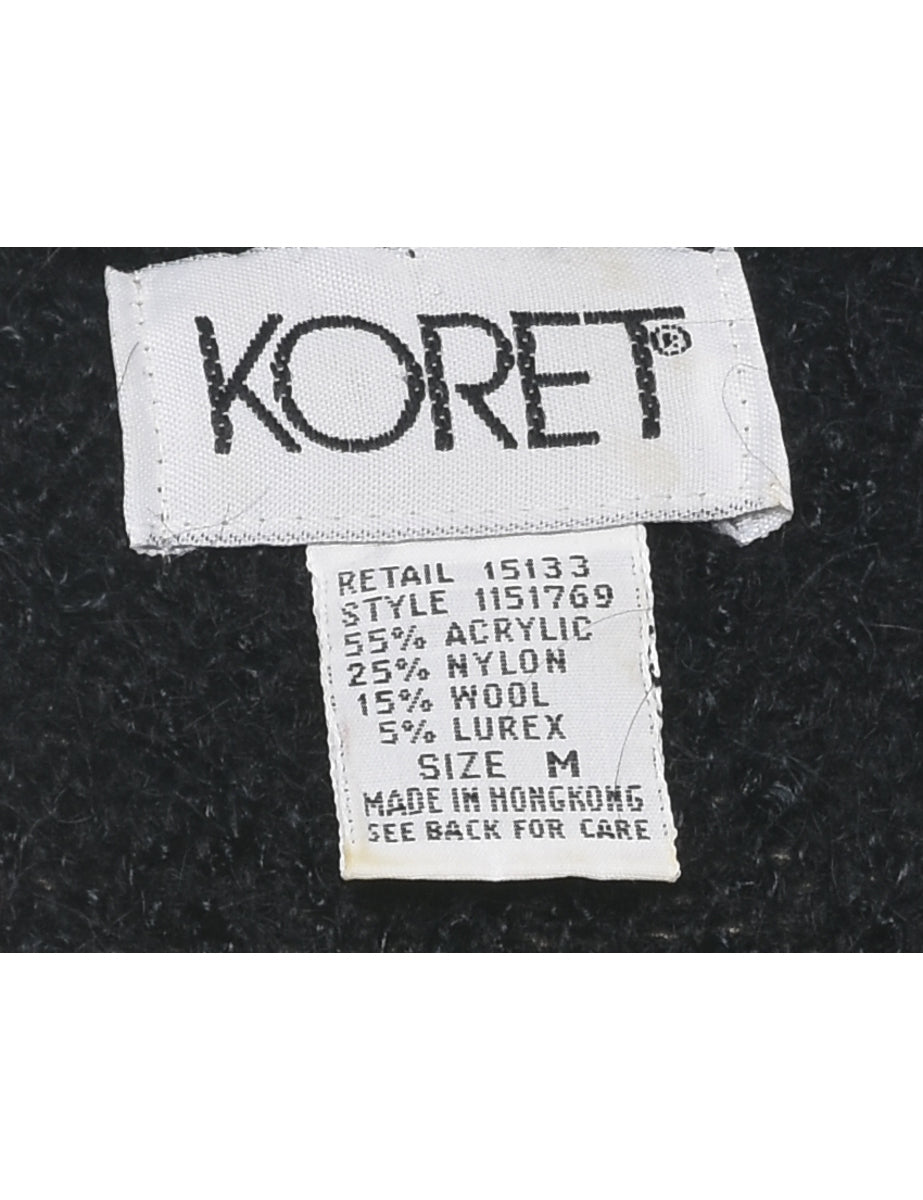 KORET®
RETAIL 15133
STYLE 1151769
55% ACRYLIC
25% NYLON
15% WOOL
5% LUREX
SIZE M
MADE IN HONGKONG
SEE BACK FOR CARE